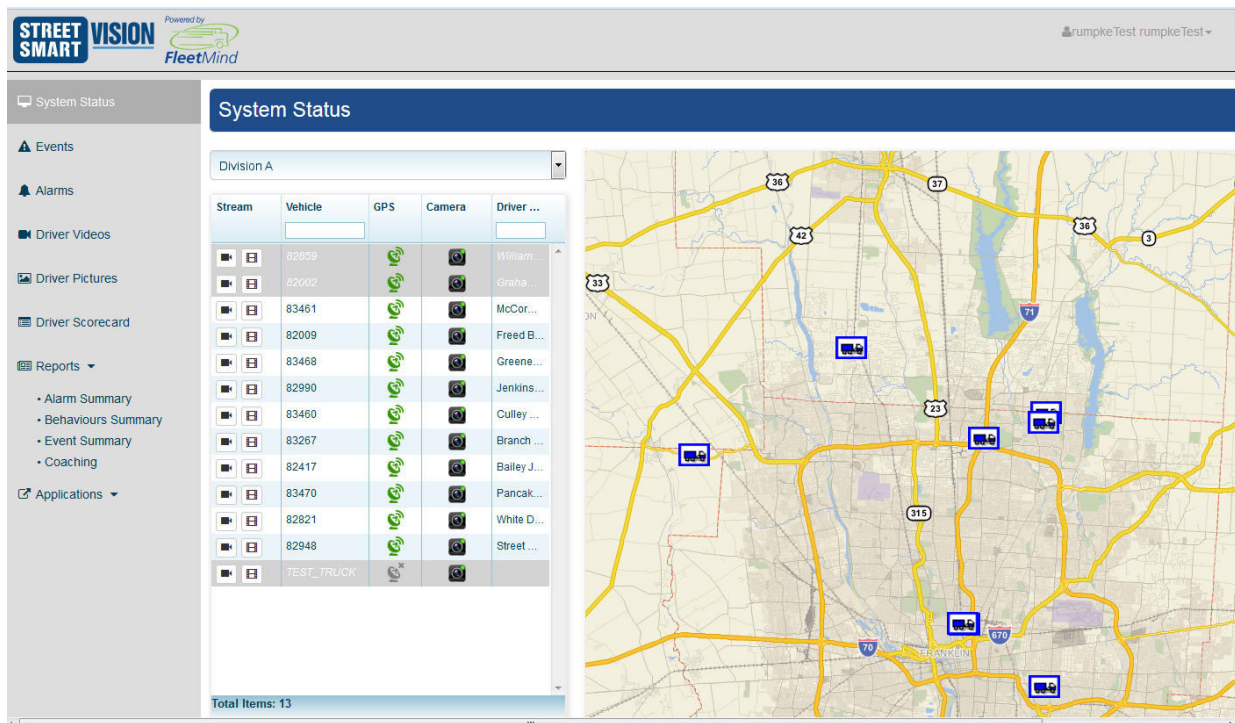 STREET SMART VISION
Powered by
FleetMind
rumpkeTest rumpkeTest
System Status
Events
Alarms
Driver Videos
Driver Pictures
Driver Scorecard
Reports
• Alarm Summary
• Behaviours Summary
• Event Summary
• Coaching
Applications
System Status
Division A
Stream Vehicle GPS Camera Driver ...
82859 William...
82002 Graha...
83461 McCor...
82009 Freed B...
83468 Greene...
82990 Jenkins...
83460 Culley ...
83267 Branch ...
82417 Bailey J...
83470 Pancak...
82821 White D...
82948 Street ...
TEST_TRUCK
Total Items: 13
36
37
42
36
3
33
ON
71
23
315
670
70
FRANKLIN